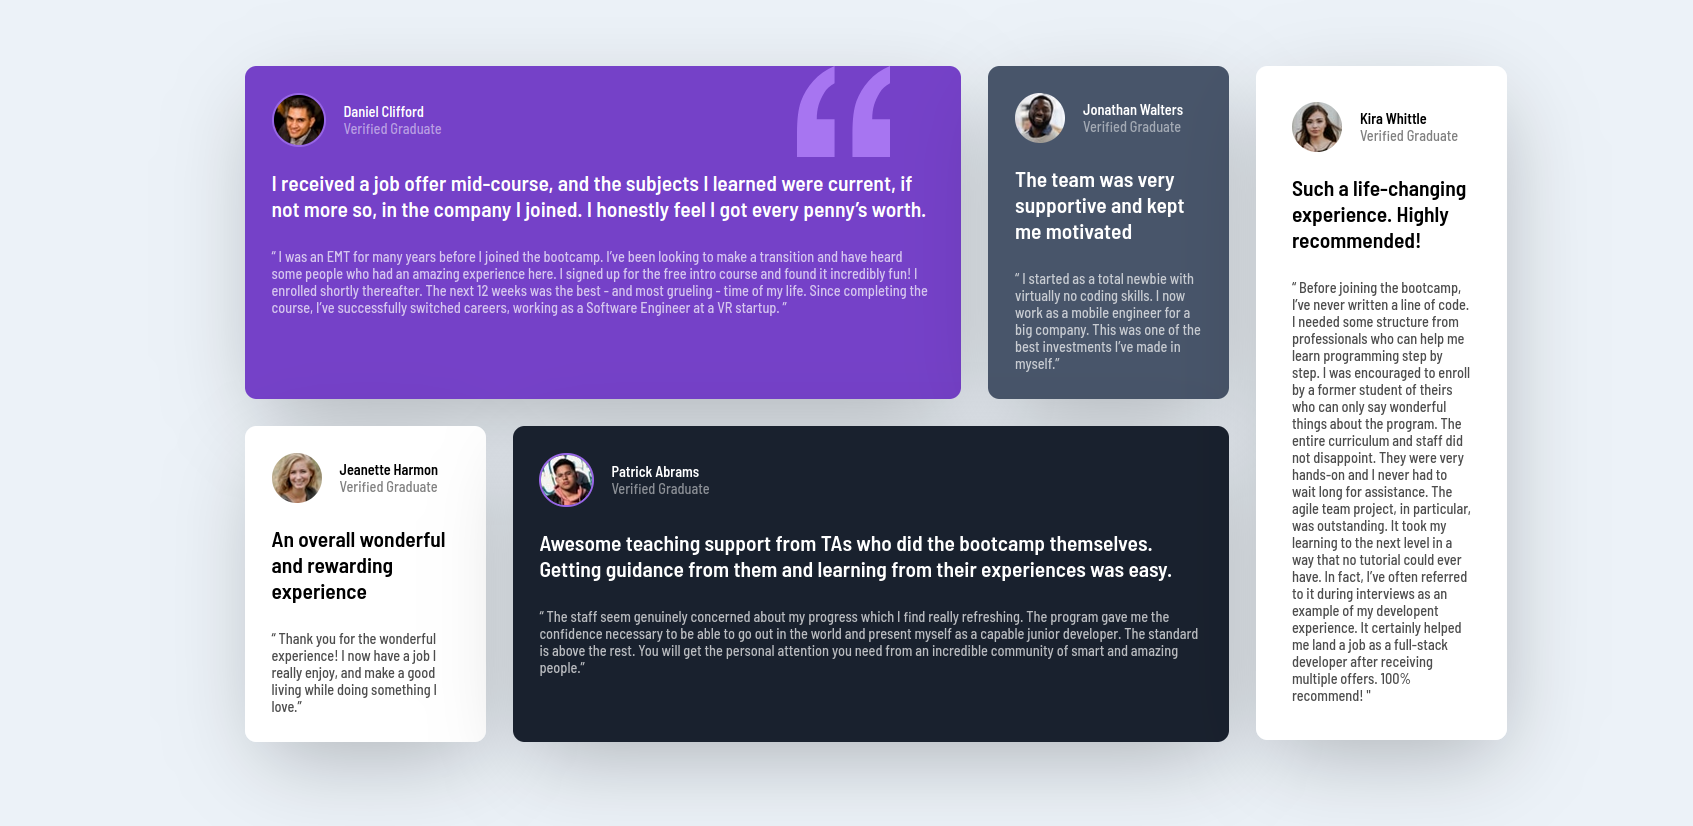 Daniel Clifford
Verified Graduate
I received a job offer mid-course, and the subjects I learned were current, if
not more so, in the company I joined. I honestly feel I got every penny’s worth.
“ I was an EMT for many years before I joined the bootcamp. I’ve been looking to make a transition and have heard
some people who had an amazing experience here. I signed up for the free intro course and found it incredibly fun! I
enrolled shortly thereafter. The next 12 weeks was the best - and most grueling - time of my life. Since completing the
course, I’ve successfully switched careers, working as a Software Engineer at a VR startup. ”
Jonathan Walters
Verified Graduate
The team was very
supportive and kept
me motivated
“ I started as a total newbie with
virtually no coding skills. I now
work as a mobile engineer for a
big company. This was one of the
best investments I’ve made in
myself.”
Kira Whittle
Verified Graduate
Such a life-changing
experience. Highly
recommended!
“ Before joining the bootcamp,
I’ve never written a line of code.
I needed some structure from
professionals who can help me
learn programming step by
step. I was encouraged to enroll
by a former student of theirs
who can only say wonderful
things about the program. The
entire curriculum and staff did
not disappoint. They were very
hands-on and I never had to
wait long for assistance. The
agile team project, in particular,
was outstanding. It took my
learning to the next level in a
way that no tutorial could ever
have. In fact, I’ve often referred
to it during interviews as an
example of my developent
experience. It certainly helped
me land a job as a full-stack
developer after receiving
multiple offers. 100%
recommend! "
Jeanette Harmon
Verified Graduate
An overall wonderful
and rewarding
experience
“ Thank you for the wonderful
experience! I now have a job I
really enjoy, and make a good
living while doing something I
love.”
Patrick Abrams
Verified Graduate
Awesome teaching support from TAs who did the bootcamp themselves.
Getting guidance from them and learning from their experiences was easy.
“ The staff seem genuinely concerned about my progress which I find really refreshing. The program gave me the
confidence necessary to be able to go out in the world and present myself as a capable junior developer. The standard
is above the rest. You will get the personal attention you need from an incredible community of smart and amazing
people.”